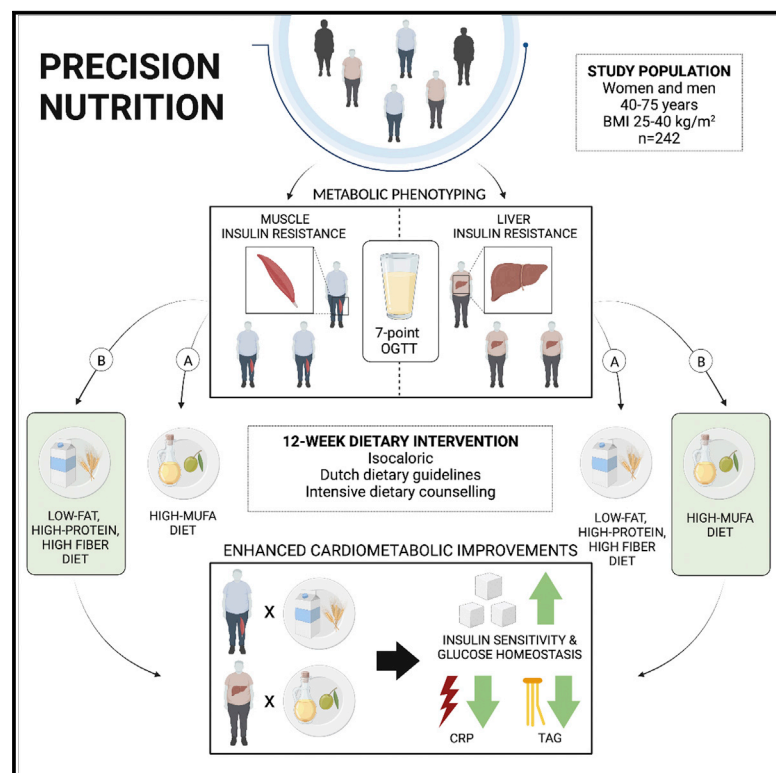 PRECISION
NUTRITION
STUDY POPULATION
Women and men
40-75 years
BMI 25-40 kg/m²
n=242
METABOLIC PHENOTYPING
MUSCLE
INSULIN RESISTANCE
LIVER
INSULIN RESISTANCE
7-point
OGTT
B
A
A
B
LOW-FAT,
HIGH-PROTEIN,
HIGH FIBER
DIET
HIGH-MUFA
DIET
12-WEEK DIETARY INTERVENTION
Isocaloric
Dutch dietary guidelines
Intensive dietary counselling
LOW-FAT,
HIGH-PROTEIN,
HIGH FIBER
DIET
HIGH-MUFA
DIET
ENHANCED CARDIOMETABOLIC IMPROVEMENTS
X
X
INSULIN SENSITIVITY &
GLUCOSE HOMEOSTASIS
CRP
TAG